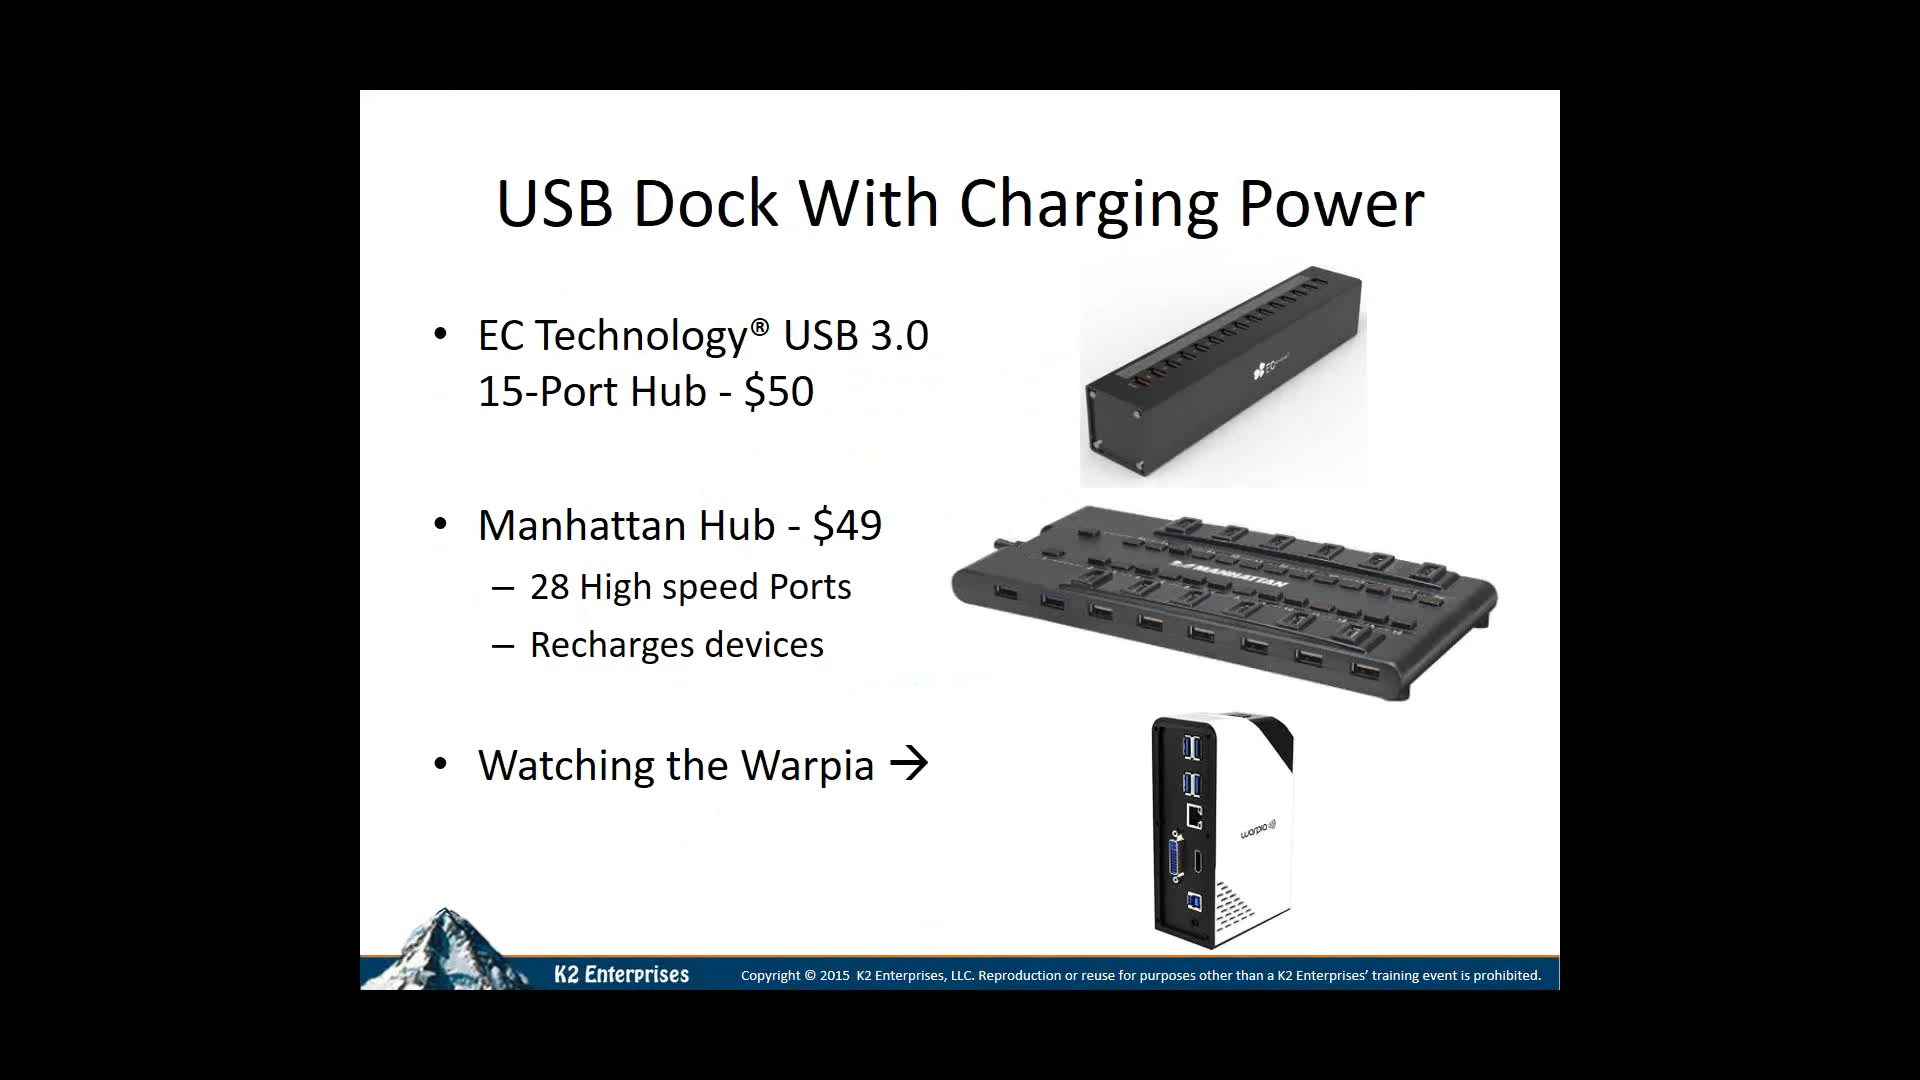 USB Dock With Charging Power
• EC Technology® USB 3.0
15-Port Hub - $50
• Manhattan Hub - $49
– 28 High speed Ports
– Recharges devices
• Watching the Warpia →
EC
MANHATTAN
warpia
K2 Enterprises
Copyright © 2015 K2 Enterprises, LLC. Reproduction or reuse for purposes other than a K2 Enterprises’ training event is prohibited.